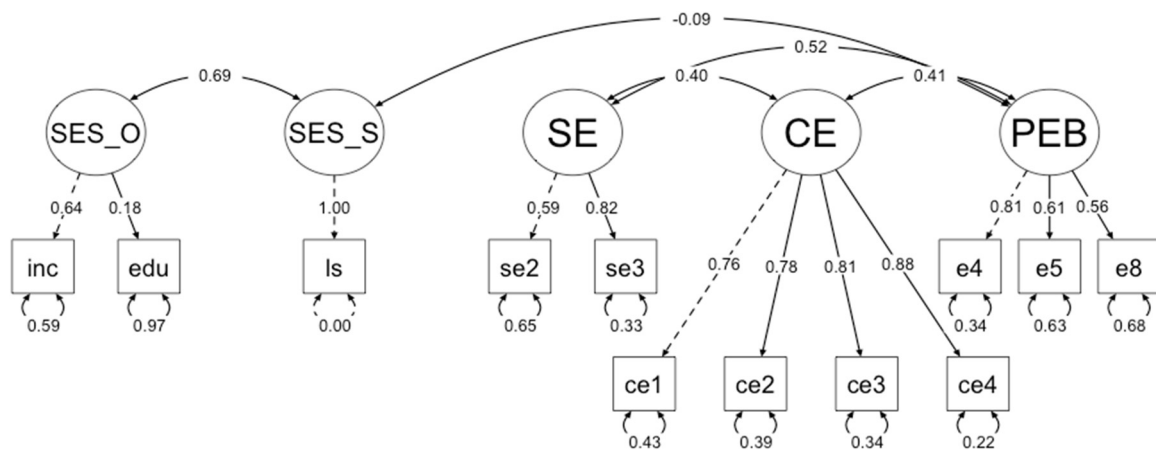 -0.09
0.52
0.69
0.40
0.41
SES_O
SES_S
SE
CE
PEB
0.64
0.18
1.00
0.59
0.82
0.81
0.61
0.56
inc
edu
ls
se2
se3
0.76
0.78
0.81
0.88
e4
e5
e8
0.59
0.97
0.00
0.65
0.33
0.34
0.63
0.68
ce1
ce2
ce3
ce4
0.43
0.39
0.34
0.22